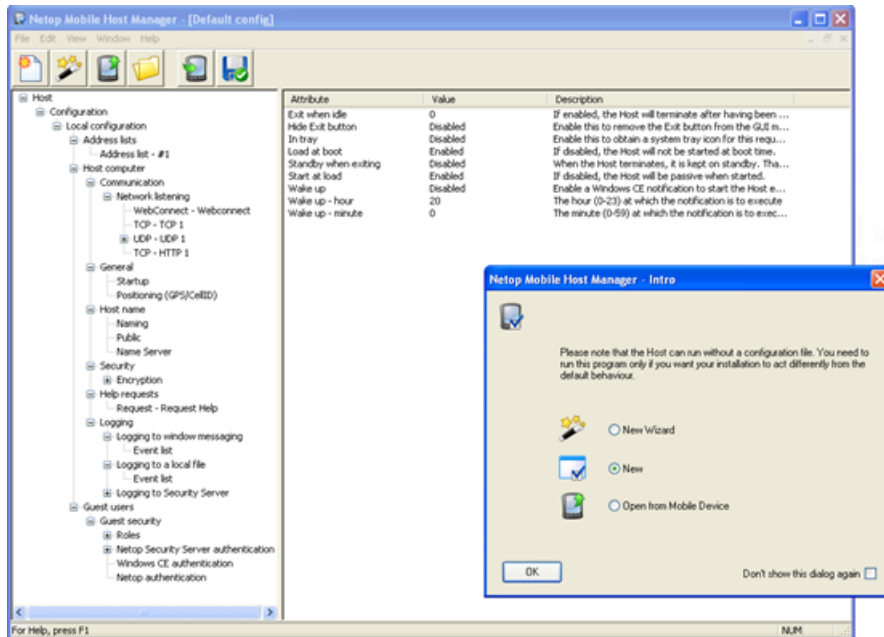 Netop Mobile Host Manager - [Default config]
File Edit View Window Help
Host
Configuration
Local configuration
Address lists
Address list - #1
Host computer
Communication
Network listening
WebConnect - Webconnect
TCP - TCP 1
UDP - UDP 1
TCP - HTTP 1
General
Startup
Positioning (GPS/CellID)
Host name
Naming
Public
Name Server
Security
Encryption
Help requests
Request - Request Help
Logging
Logging to window messaging
Event list
Logging to a local file
Event list
Logging to Security Server
Guest users
Guest security
Roles
Netop Security Server authentication
Windows CE authentication
Netop authentication
Attribute Value Description
Exit when idle 0 If enabled, the Host will terminate after having been ...
Hide Exit button Disabled Enable this to remove the Exit button from the GUI m...
In tray Disabled Enable this to obtain a system tray icon for this requ...
Load at boot Enabled If disabled, the Host will not be started at boot time.
Standby when exiting Disabled When the Host terminates, it is kept on standby. Tha...
Start at load Enabled If disabled, the Host will be passive when started.
Wake up Disabled Enable a Windows CE notification to start the Host e...
Wake up - hour 20 The hour (0-23) at which the notification is to execute
Wake up - minute 0 The minute (0-59) at which the notification is to exec...
Netop Mobile Host Manager - Intro
Please note that the Host can run without a configuration file. You need to
run this program only if you want your installation to act differently from the
default behaviour.
New Wizard
New
Open from Mobile Device
OK
Don't show this dialog again
For Help, press F1
NUM